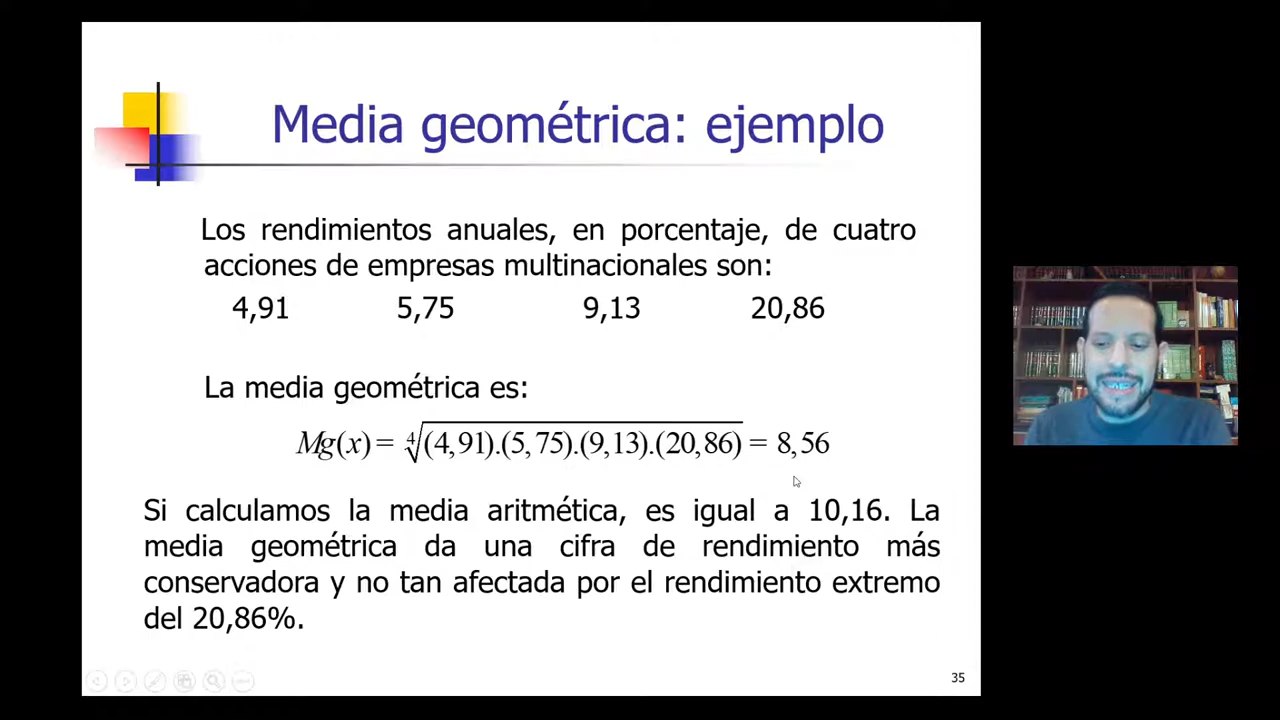 Media geométrica: ejemplo
Los rendimientos anuales, en porcentaje, de cuatro
acciones de empresas multinacionales son:
4,91 5,75 9,13 20,86
La media geométrica es:
Mg(x) = ∜(4,91).(5,75).(9,13).(20,86) = 8,56
Si calculamos la media aritmética, es igual a 10,16. La
media geométrica da una cifra de rendimiento más
conservadora y no tan afectada por el rendimiento extremo
del 20,86%.
35